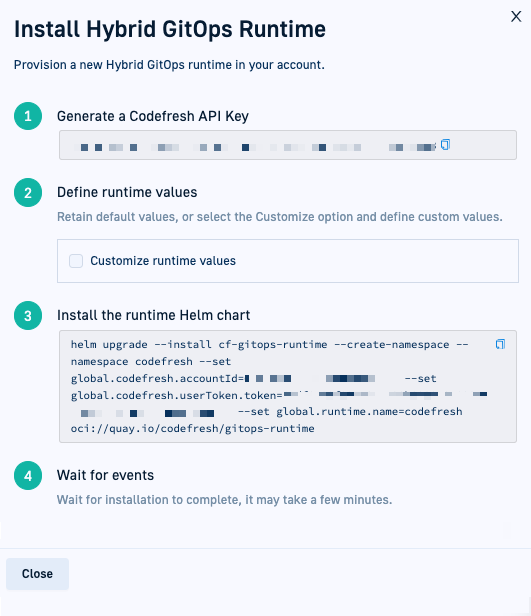 Install Hybrid GitOps Runtime
Provision a new Hybrid GitOps runtime in your account.
1 Generate a Codefresh API Key
2 Define runtime values
Retain default values, or select the Customize option and define custom values.
Customize runtime values
3 Install the runtime Helm chart
helm upgrade --install cf-gitops-runtime --create-namespace --
namespace codefresh --set
global.codefresh.accountId= --set
global.codefresh.userToken.token=
--set global.runtime.name=codefresh
oci://quay.io/codefresh/gitops-runtime
4 Wait for events
Wait for installation to complete, it may take a few minutes.
Close